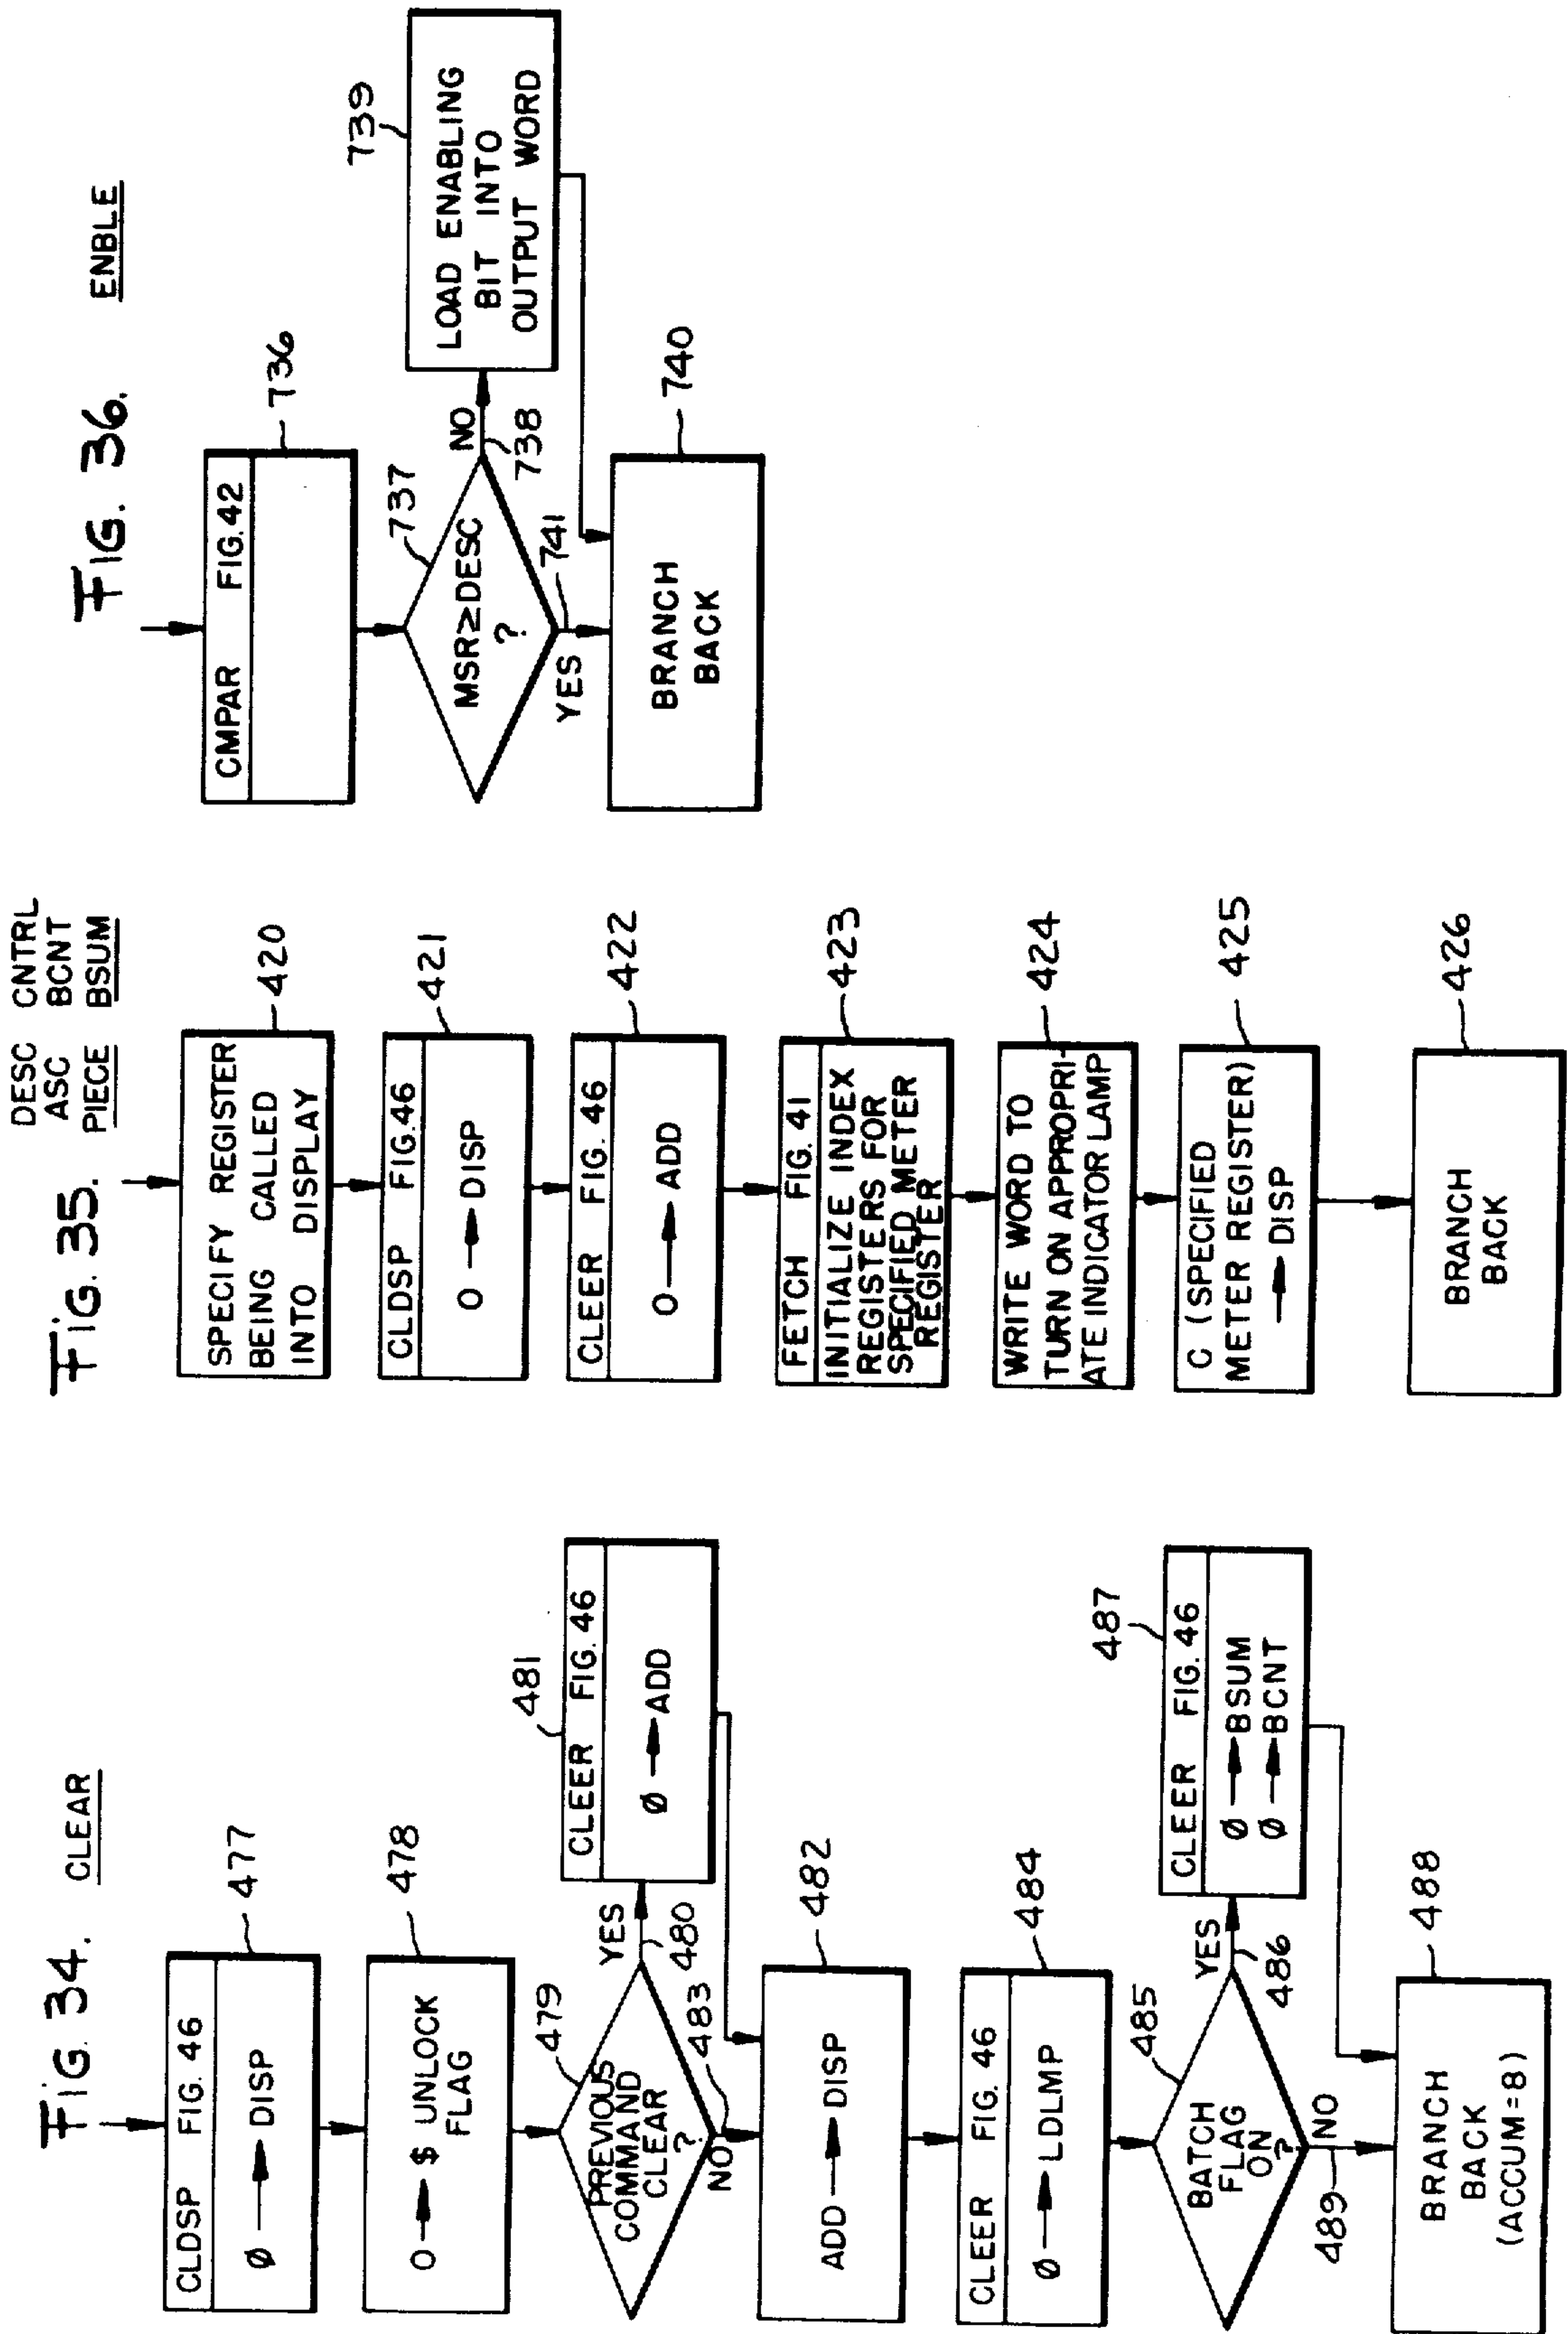 FIG. 34.
CLEAR
CLDSP FIG. 46
Ø → DISP
477
O → $ UNLOCK
FLAG
478
PREVIOUS
COMMAND
CLEAR
?
479
YES
480
CLEER FIG. 46
Ø → ADD
481
NO
483
ADD → DISP
482
CLEER FIG. 46
Ø → LDLMP
484
BATCH
FLAG
ON
?
485
YES
486
CLEER FIG. 46
Ø → BSUM
Ø → BCNT
487
NO
489
BRANCH
BACK
(ACCUM=8)
488
FIG. 35.
DESC CNTRL
ASC BCNT
PIECE BSUM
SPECIFY REGISTER
BEING CALLED
INTO DISPLAY
420
CLDSP FIG. 46
O → DISP
421
CLEER FIG. 46
O → ADD
422
FETCH FIG. 41
INITIALIZE INDEX
REGISTERS FOR
SPECIFIED METER
REGISTER
423
WRITE WORD TO
TURN ON APPROPRI-
ATE INDICATOR LAMP
424
C (SPECIFIED
METER REGISTER)
→ DISP
425
BRANCH
BACK
426
FIG. 36.
ENBLE
CMPAR FIG. 42
736
MSR≥DESC
?
737
NO
738
LOAD ENABLING
BIT INTO
OUTPUT WORD
739
YES
741
BRANCH
BACK
740